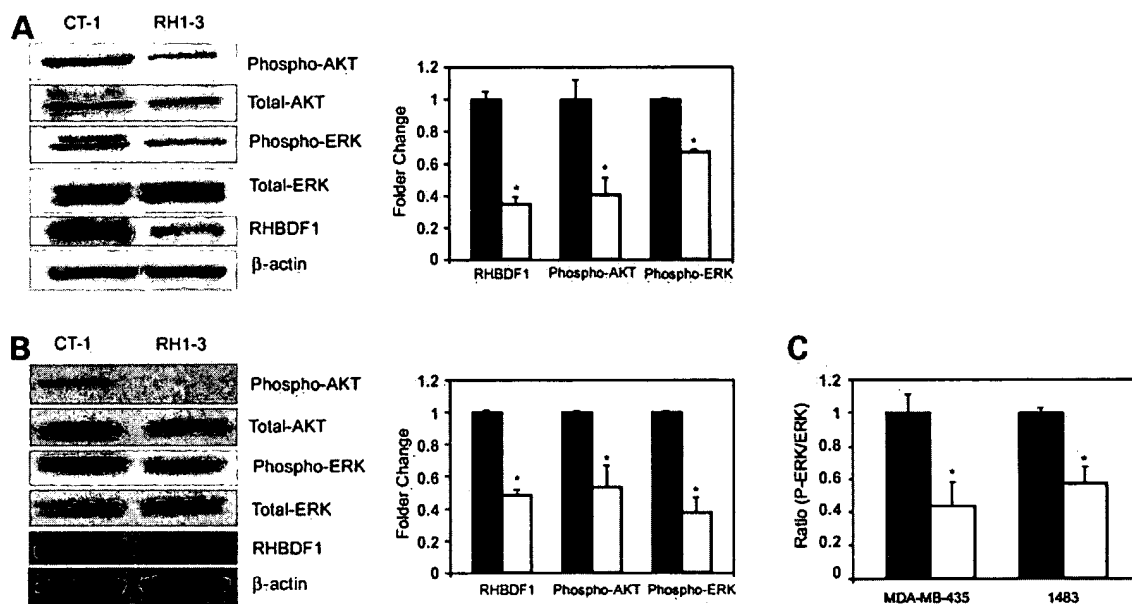 A
CT-1 RH1-3
Phospho-AKT
Total-AKT
Phospho-ERK
Total-ERK
RHBDF1
β-actin
Folder Change
1.2
1
0.8
0.6
0.4
0.2
0
* * *
RHBDF1 Phospho-AKT Phospho-ERK
B
CT-1 RH1-3
Phospho-AKT
Total-AKT
Phospho-ERK
Total-ERK
RHBDF1
β-actin
Folder Change
1.2
1
0.8
0.6
0.4
0.2
0
* * *
RHBDF1 Phospho-AKT Phospho-ERK
C
Ratio (P-ERK/ERK)
1.2
1
0.8
0.6
0.4
0.2
0
* *
MDA-MB-435 1483